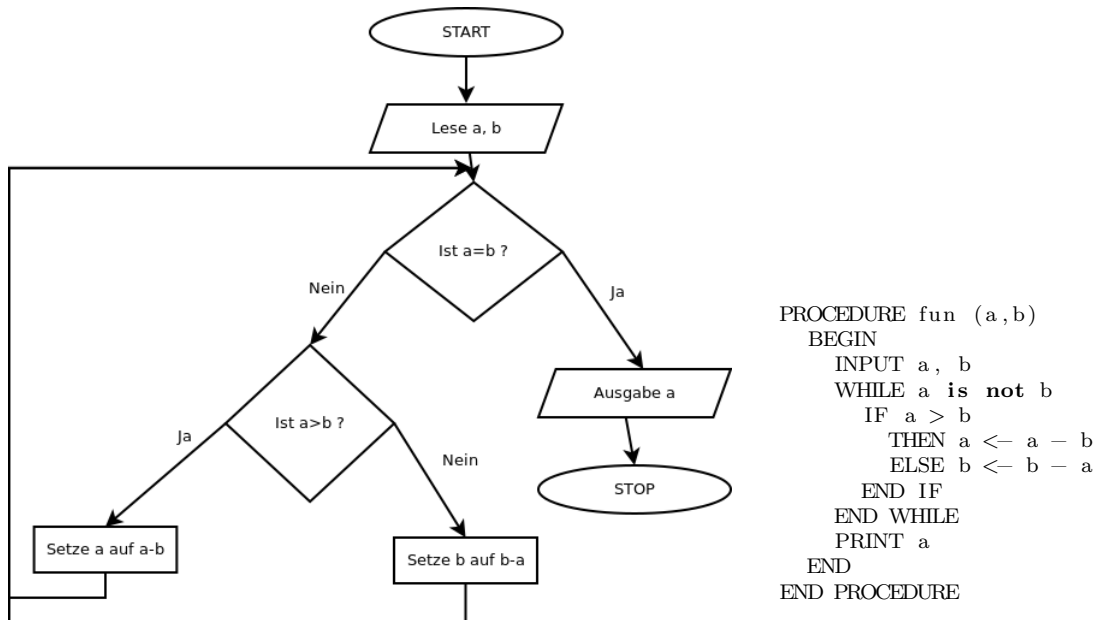 START
Lese a, b
Ist a=b ?
Nein
Ja
Ist a>b ?
Ausgabe a
Ja
Nein
STOP
Setze a auf a-b
Setze b auf b-a
PROCEDURE fun (a,b)
BEGIN
INPUT a, b
WHILE a is not b
IF a > b
THEN a <− a − b
ELSE b <− b − a
END IF
END WHILE
PRINT a
END
END PROCEDURE